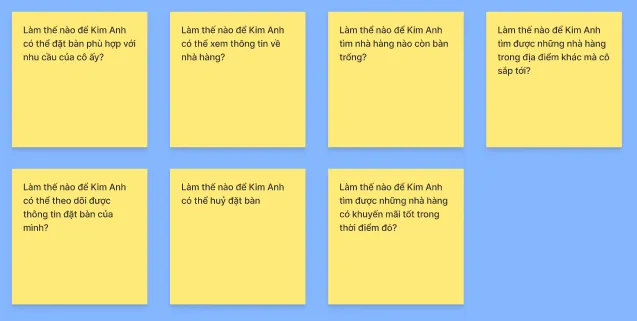 Làm thế nào để Kim Anh
có thể đặt bàn phù hợp với
nhu cầu của cô ấy?
Làm thế nào để Kim Anh
có thể xem thông tin về
nhà hàng?
Làm thể nào để Kim Anh
tìm nhà hàng nào còn bàn
trống?
Làm thế nào để Kim Anh
tìm được những nhà hàng
trong địa điểm khác mà cô
sắp tới?
Làm thế nào để Kim Anh
có thể theo dõi được
thông tin đặt bàn của
mình?
Làm thế nào để Kim Anh
có thể huỷ đặt bàn
Làm thế nào để Kim Anh
tìm được những nhà hàng
có khuyến mãi tốt trong
thời điểm đó?